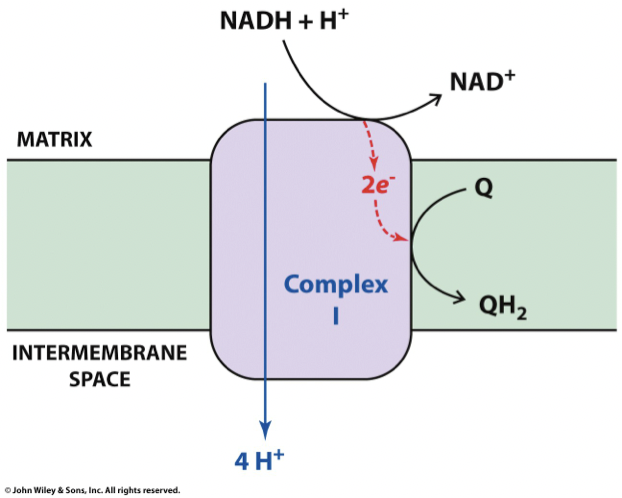 NADH + H⁺
NAD⁺
MATRIX
2e⁻
Q
Complex
I
QH₂
INTERMEMBRANE
SPACE
4 H⁺
© John Wiley & Sons, Inc. All rights reserved.